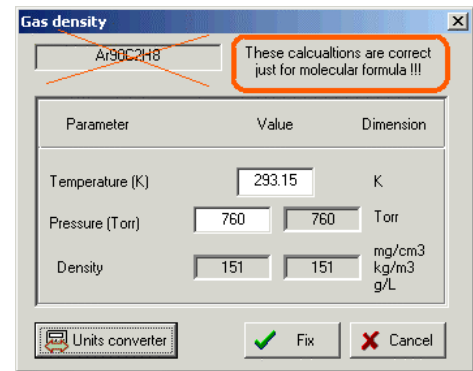 Gas density
Ar90C2H8
These calcualtions are correct
just for molecular formula !!!
Parameter Value Dimension
Temperature (K) 293.15 K
Pressure (Torr) 760 760 Torr
Density 151 151 mg/cm3
kg/m3
g/L
Units converter Fix Cancel